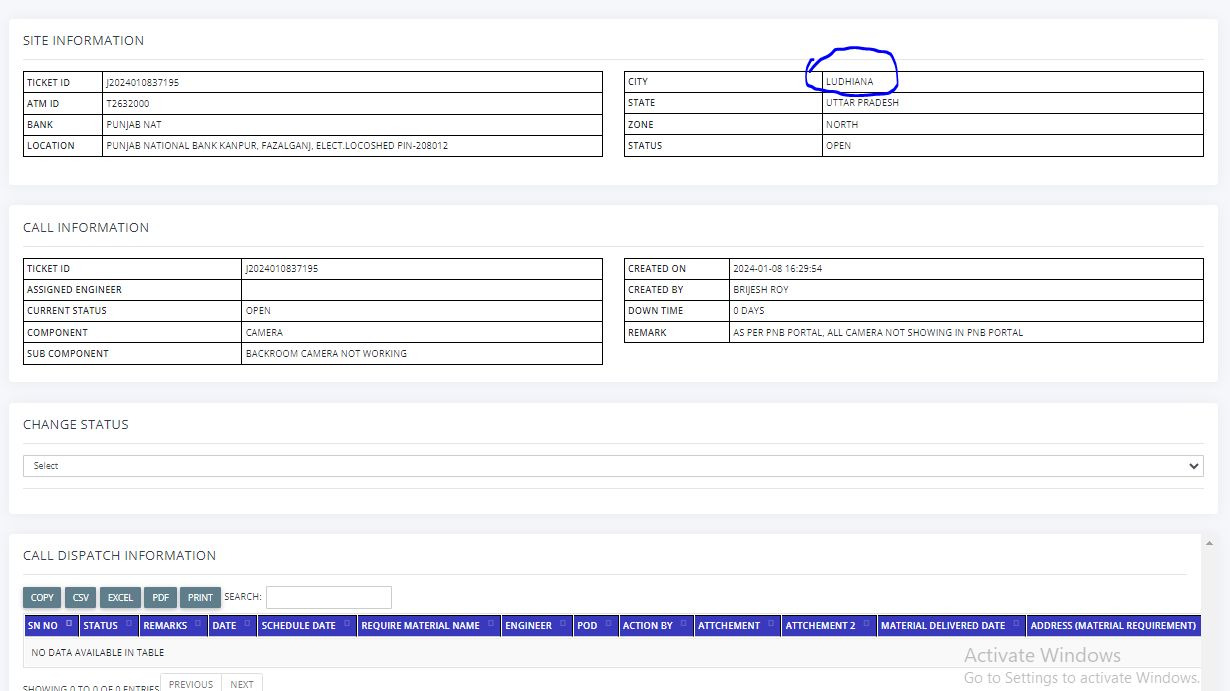 SITE INFORMATION
TICKET ID J2024010837195
ATM ID T2632000
BANK PUNJAB NAT
LOCATION PUNJAB NATIONAL BANK KANPUR, FAZALGANJ, ELECT.LOCOSHED PIN-208012
CITY LUDHIANA
STATE UTTAR PRADESH
ZONE NORTH
STATUS OPEN
CALL INFORMATION
TICKET ID J2024010837195
ASSIGNED ENGINEER
CURRENT STATUS OPEN
COMPONENT CAMERA
SUB COMPONENT BACKROOM CAMERA NOT WORKING
CREATED ON 2024-01-08 16:29:54
CREATED BY BRIJESH ROY
DOWN TIME 0 DAYS
REMARK AS PER PNB PORTAL, ALL CAMERA NOT SHOWING IN PNB PORTAL
CHANGE STATUS
Select
CALL DISPATCH INFORMATION
COPY CSV EXCEL PDF PRINT SEARCH:
SN NO STATUS REMARKS DATE SCHEDULE DATE REQUIRE MATERIAL NAME ENGINEER POD ACTION BY ATTCHEMENT ATTCHEMENT 2 MATERIAL DELIVERED DATE ADDRESS (MATERIAL REQUIREMENT)
NO DATA AVAILABLE IN TABLE
SHOWING 0 TO 0 OF 0 ENTRIES PREVIOUS NEXT
Activate Windows
Go to Settings to activate Windows.